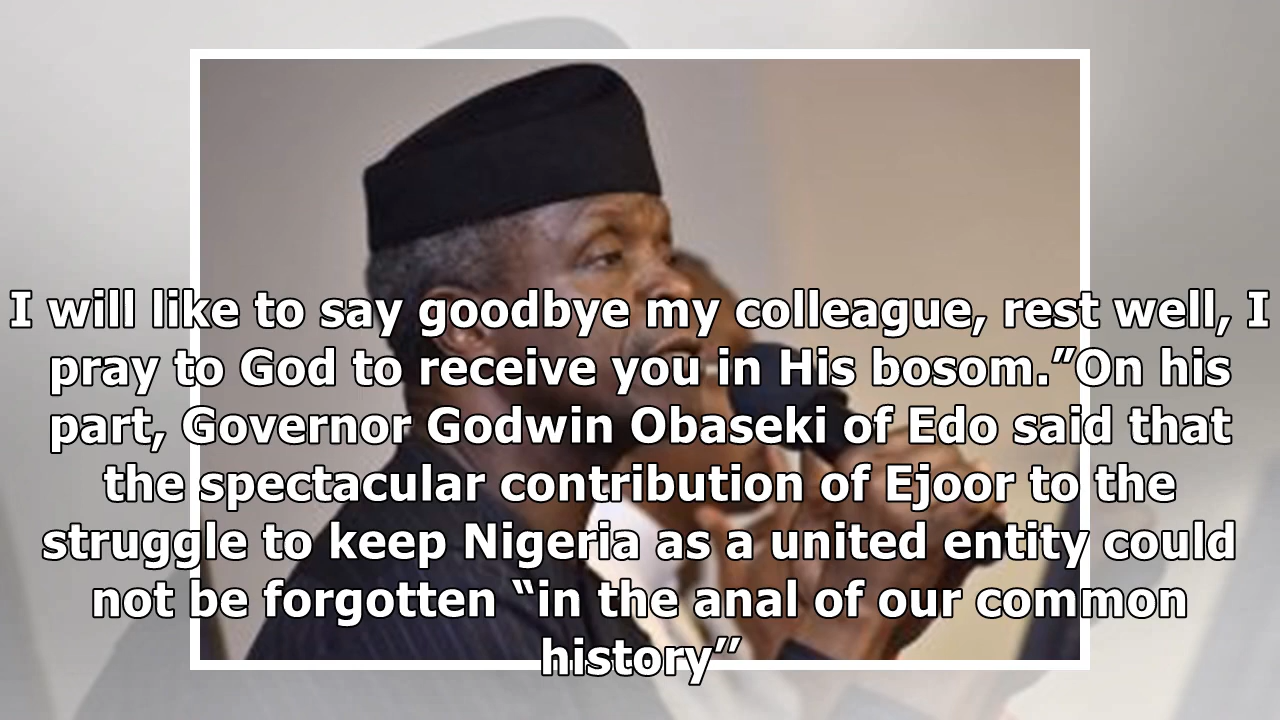 I will like to say goodbye my colleague, rest well, I
pray to God to receive you in His bosom.”On his
part, Governor Godwin Obaseki of Edo said that
the spectacular contribution of Ejoor to the
struggle to keep Nigeria as a united entity could
not be forgotten “in the anal of our common
history”